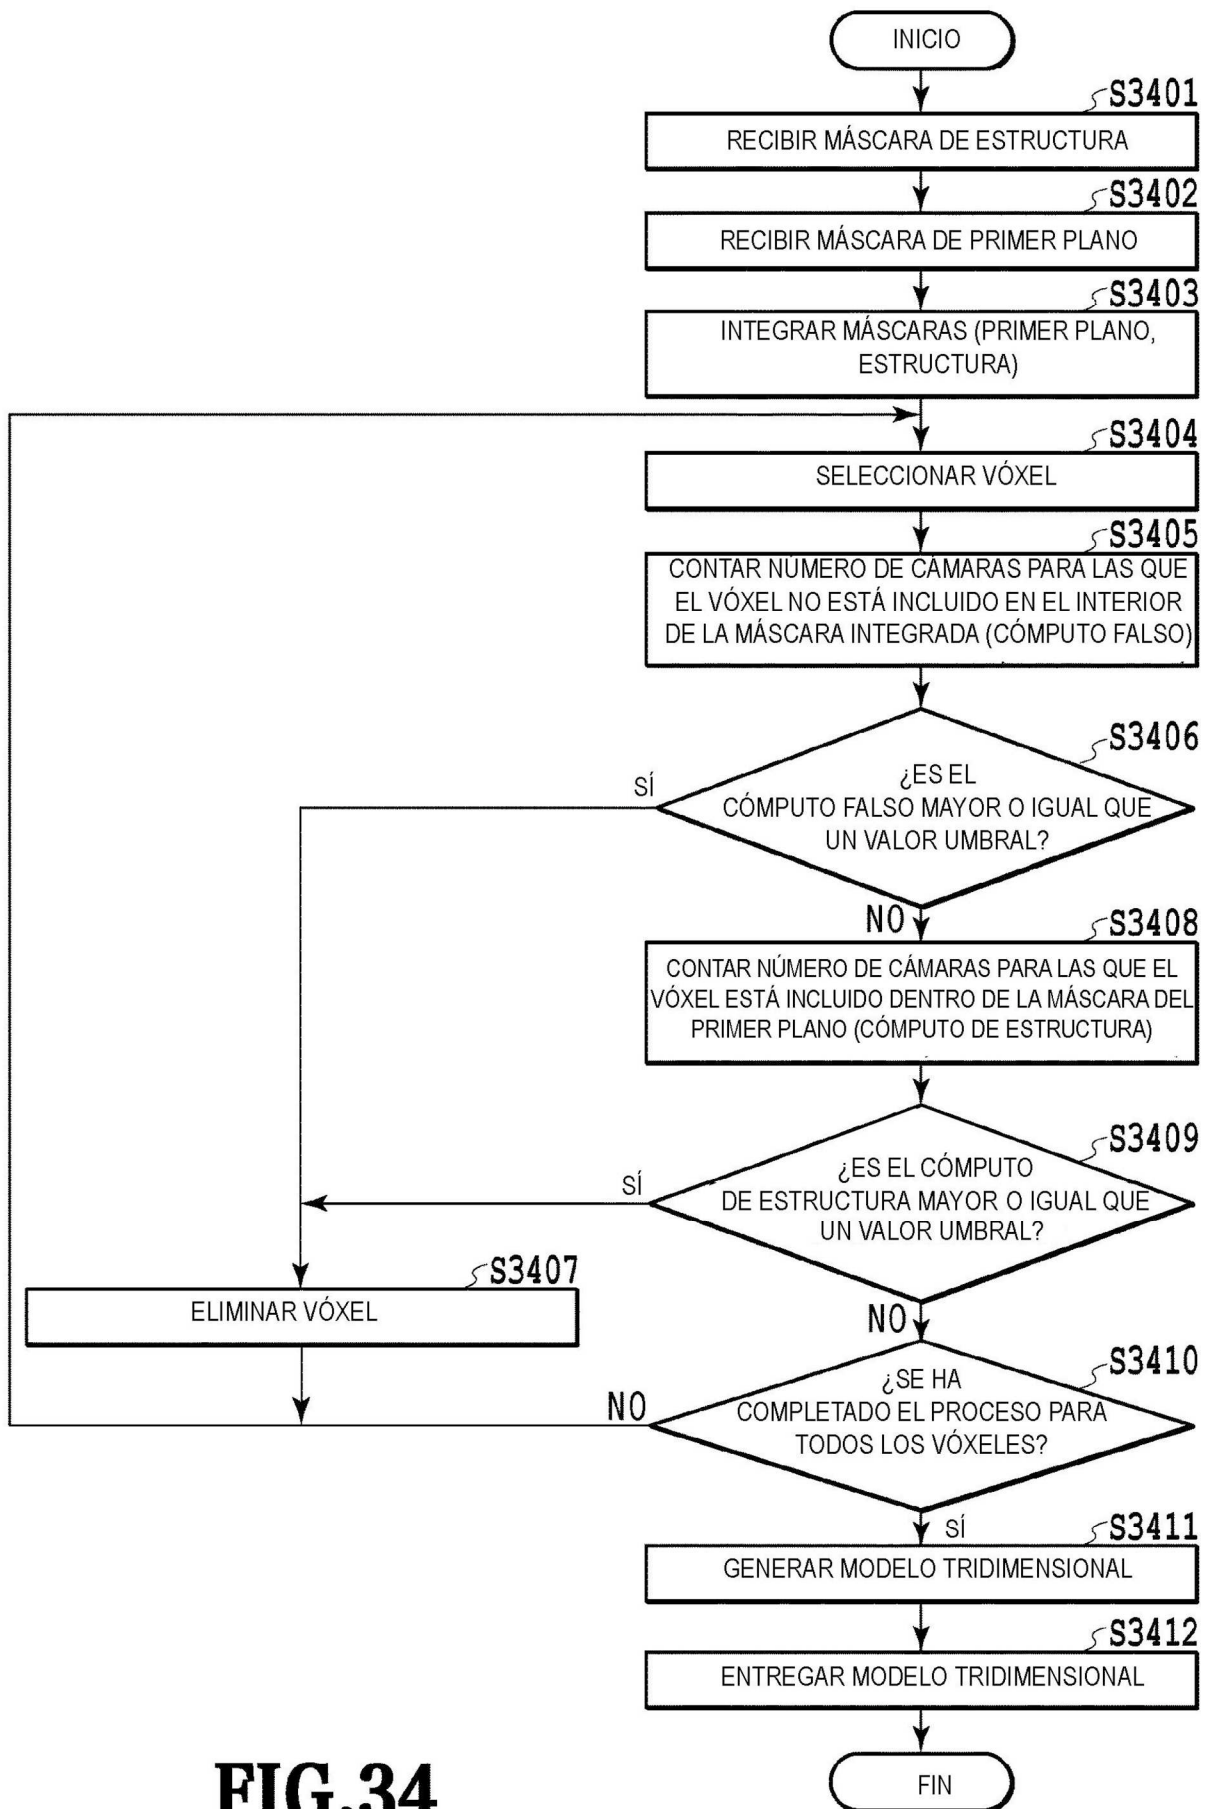 INICIO
S3401
RECIBIR MÁSCARA DE ESTRUCTURA
S3402
RECIBIR MÁSCARA DE PRIMER PLANO
S3403
INTEGRAR MÁSCARAS (PRIMER PLANO,
ESTRUCTURA)
S3404
SELECCIONAR VÓXEL
S3405
CONTAR NÚMERO DE CÁMARAS PARA LAS QUE
EL VÓXEL NO ESTÁ INCLUIDO EN EL INTERIOR
DE LA MÁSCARA INTEGRADA (CÓMPUTO FALSO)
S3406
SÍ
¿ES EL
CÓMPUTO FALSO MAYOR O IGUAL QUE
UN VALOR UMBRAL?
NO
S3408
CONTAR NÚMERO DE CÁMARAS PARA LAS QUE EL
VÓXEL ESTÁ INCLUIDO DENTRO DE LA MÁSCARA DEL
PRIMER PLANO (CÓMPUTO DE ESTRUCTURA)
S3409
SÍ
¿ES EL CÓMPUTO
DE ESTRUCTURA MAYOR O IGUAL QUE
UN VALOR UMBRAL?
S3407
ELIMINAR VÓXEL
NO
S3410
NO
¿SE HA
COMPLETADO EL PROCESO PARA
TODOS LOS VÓXELES?
SÍ
S3411
GENERAR MODELO TRIDIMENSIONAL
S3412
ENTREGAR MODELO TRIDIMENSIONAL
FIN
FIG.34